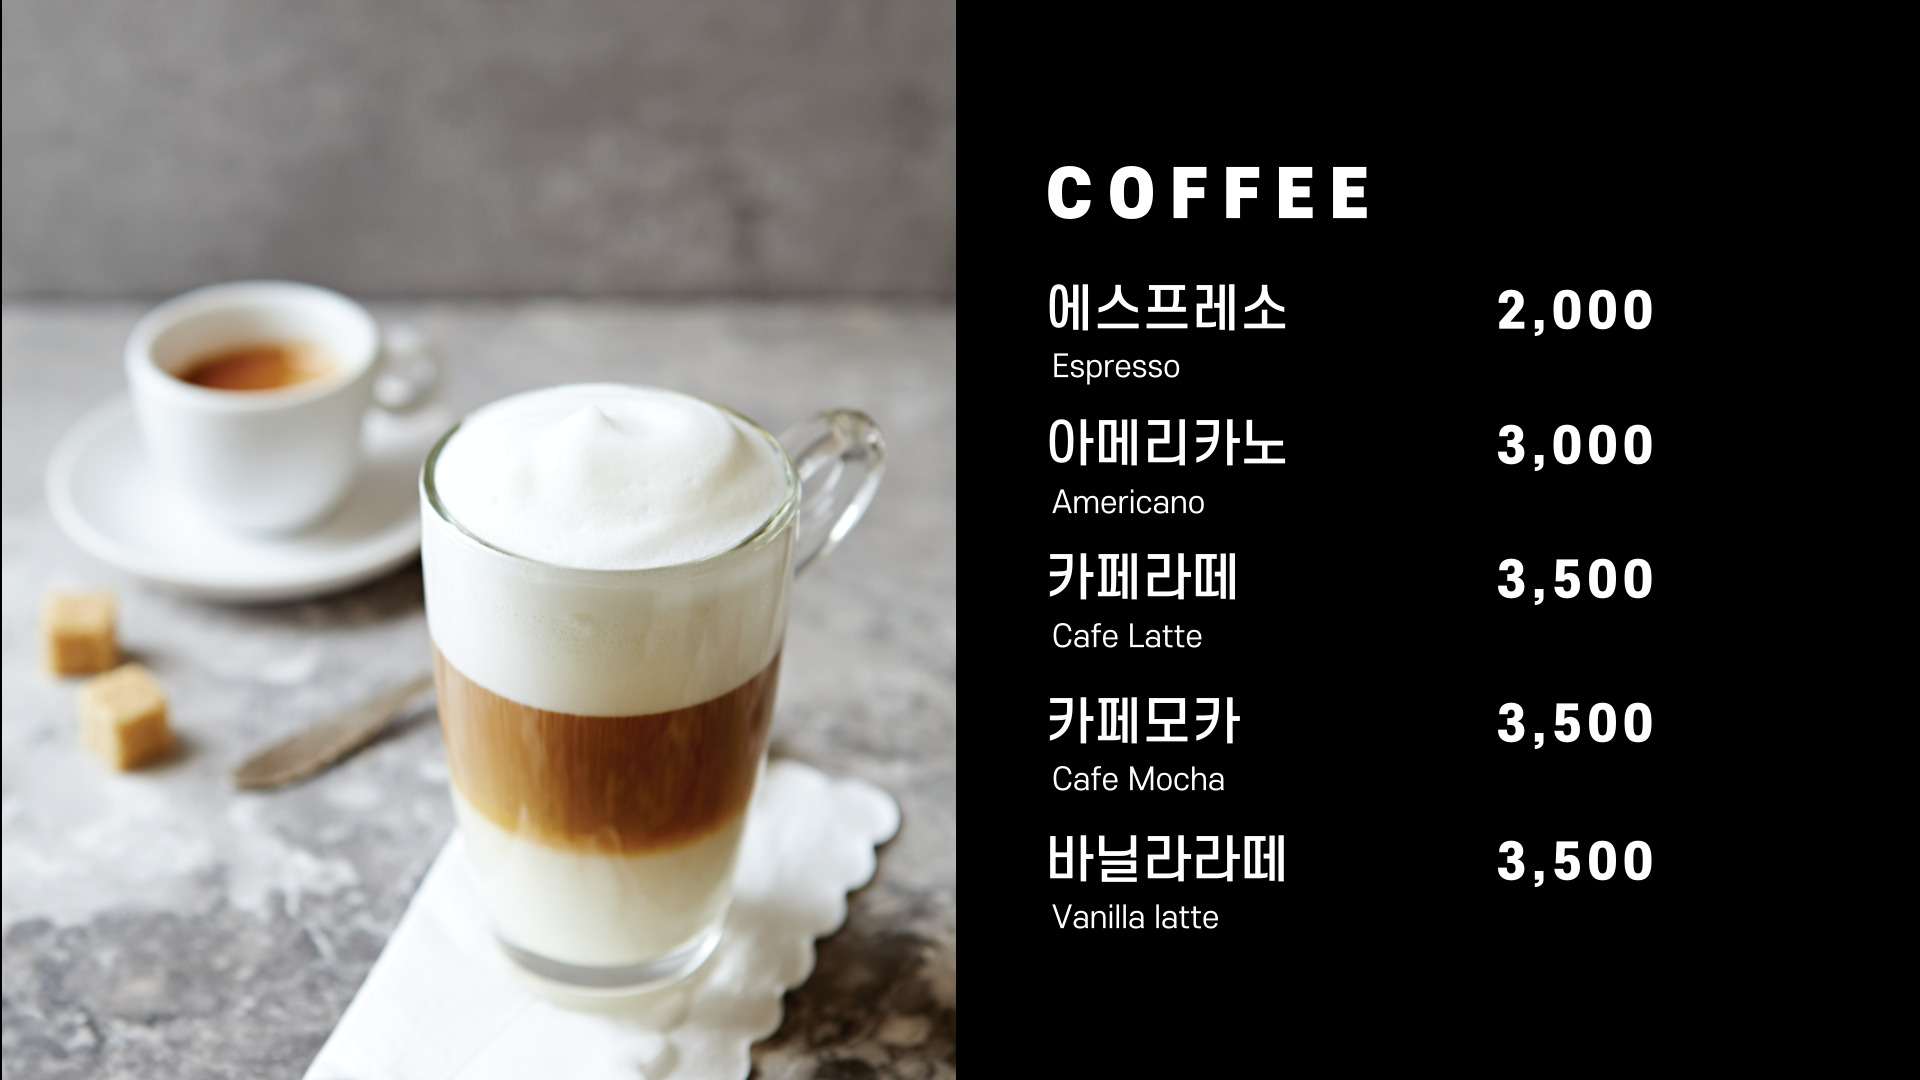 COFFEE
에스프레소 2,000
Espresso
아메리카노 3,000
Americano
카페라떼 3,500
Cafe Latte
카페모카 3,500
Cafe Mocha
바닐라라떼 3,500
Vanilla latte